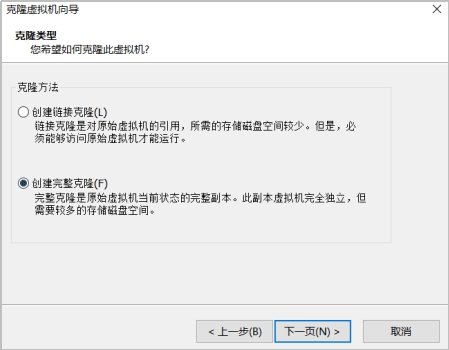 克隆虚拟机向导
克隆类型
您希望如何克隆此虚拟机?
克隆方法
创建链接克隆(L)
链接克隆是对原始虚拟机的引用，所需的存储磁盘空间较少。但是，必
须能够访问原始虚拟机才能运行。
创建完整克隆(F)
完整克隆是原始虚拟机当前状态的完整副本。此副本虚拟机完全独立，但
需要较多的存储磁盘空间。
< 上一步(B) 下一页(N) > 取消